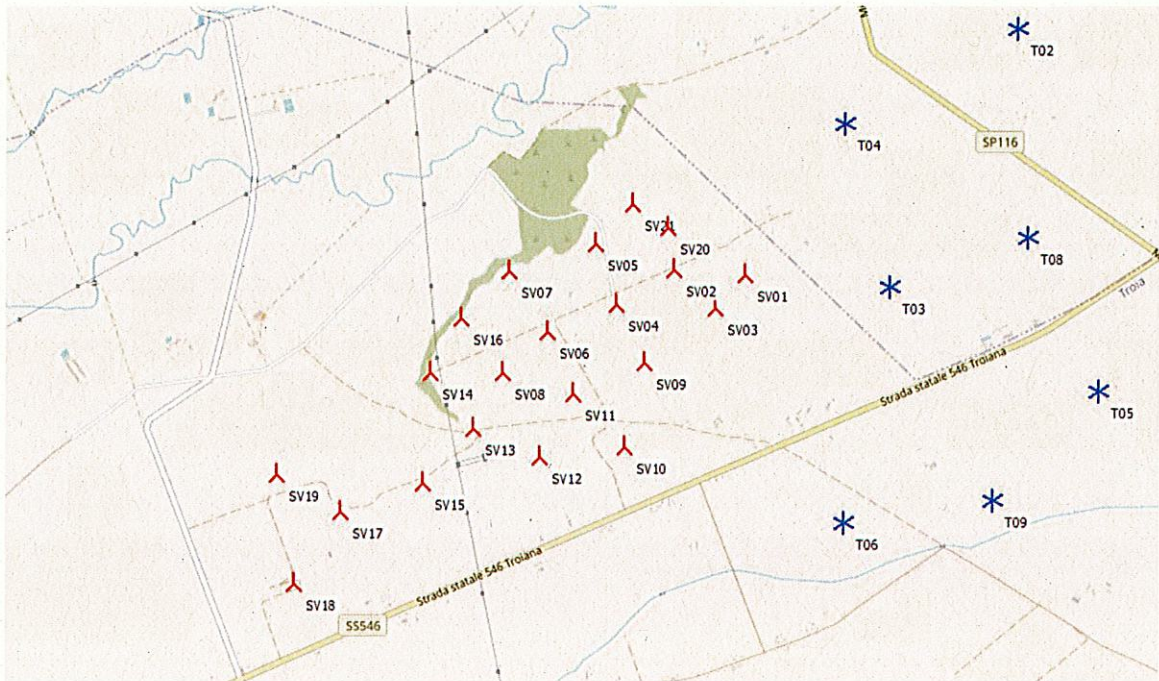 T02
T04
SP116
SV21
SV20
T08
SV05
SV07
SV02
SV01
T03
Troia
SV04
SV03
SV16
SV06
SV09
SV14
SV08
Strada statale 546 Troiana
SV11
T05
SV13
SV10
SV12
SV19
SV15
T09
SV17
T06
Strada statale 546 Troiana
SV18
SS546